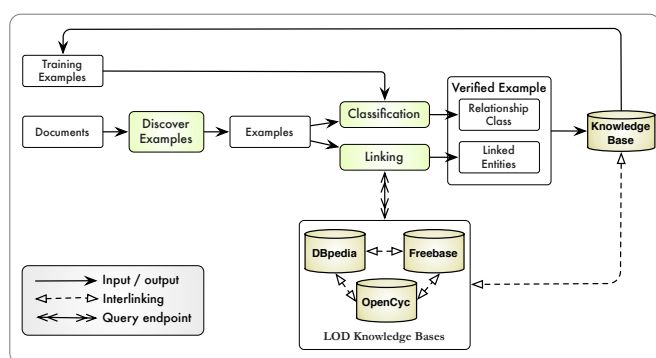 Training
Examples
Documents
Discover
Examples
Examples
Classification
Linking
Verified Example
Relationship
Class
Linked
Entities
Knowledge
Base
DBpedia
Freebase
OpenCyc
LOD Knowledge Bases
Input / output
Interlinking
Query endpoint